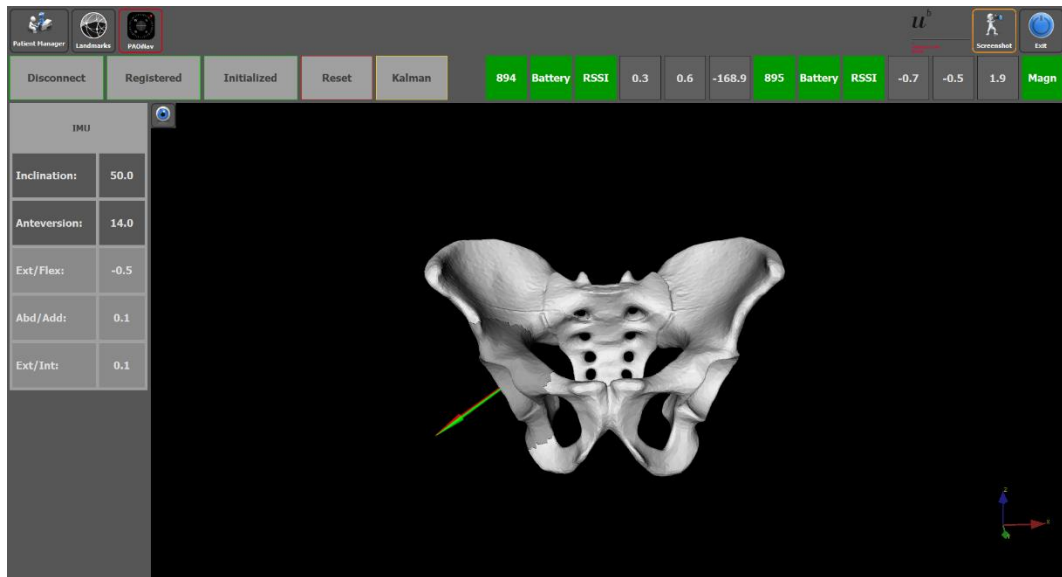 u b
Patient Manager
Landmarks
PAONav
Screenshot
Exit
Disconnect Registered Initialized Reset Kalman 894 Battery RSSI 0.3 0.6 -168.9 895 Battery RSSI -0.7 -0.5 1.9 Magn
IMU
Inclination: 50.0
Anteversion: 14.0
Ext/Flex: -0.5
Abd/Add: 0.1
Ext/Int: 0.1
z